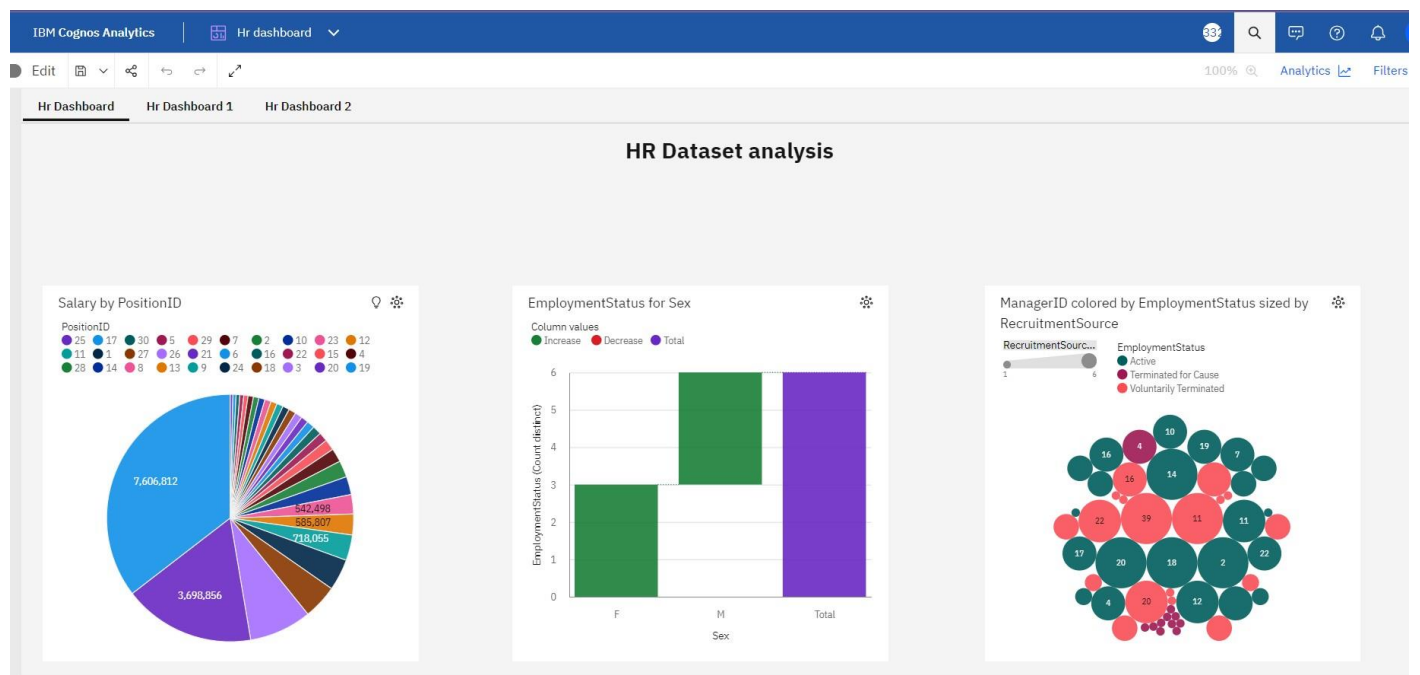 IBM Cognos Analytics
Hr dashboard
332
Edit
100%
Analytics
Filters
Hr Dashboard
Hr Dashboard 1
Hr Dashboard 2
HR Dataset analysis
Salary by PositionID
PositionID
25 17 30 5 29 7 2 10 23 12
11 1 27 26 21 6 16 22 15 4
28 14 8 13 9 24 18 3 20 19
7,606,812
542,498
585,807
718,055
3,698,856
EmploymentStatus for Sex
Column values
Increase Decrease Total
EmploymentStatus (Count distinct)
6
5
4
3
2
1
0
F M Total
Sex
ManagerID colored by EmploymentStatus sized by
RecruitmentSource
RecruitmentSourc...
1 6
EmploymentStatus
Active
Terminated for Cause
Voluntarily Terminated
10
4 19
16 7
16 14
22 39 11 11
17 20 18 2 22
4 20 12